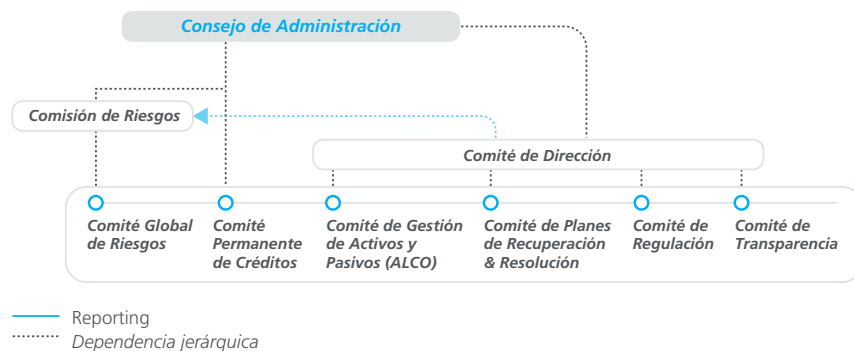 Consejo de Administración
Comisión de Riesgos
Comité de Dirección
Comité Global
de Riesgos
Comité
Permanente
de Créditos
Comité de Gestión
de Activos y
Pasivos (ALCO)
Comité de Planes
de Recuperación
& Resolución
Comité de
Regulación
Comité de
Transparencia
Reporting
Dependencia jerárquica